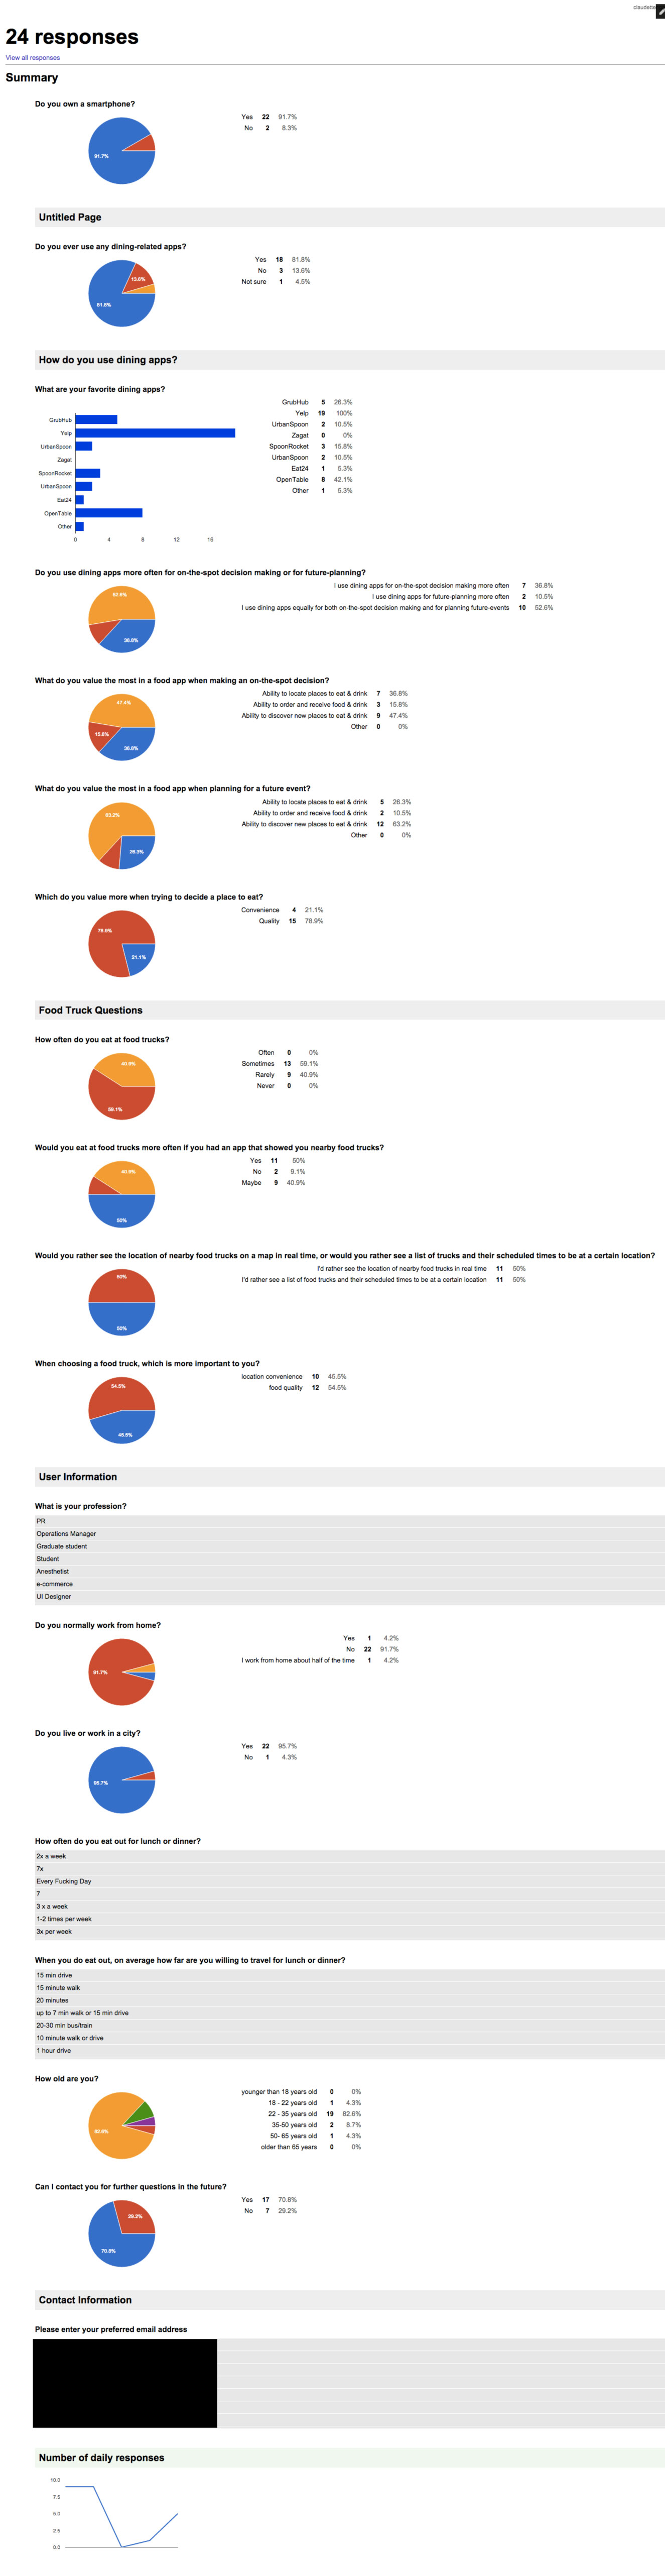 claudette
24 responses
View all responses
Summary
Do you own a smartphone?
Yes 22 91.7%
No 2 8.3%
91.7%
Untitled Page
Do you ever use any dining-related apps?
Yes 18 81.8%
No 3 13.6%
Not sure 1 4.5%
13.6%
81.8%
How do you use dining apps?
What are your favorite dining apps?
GrubHub 5 26.3%
Yelp 19 100%
UrbanSpoon 2 10.5%
Zagat 0 0%
SpoonRocket 3 15.8%
UrbanSpoon 2 10.5%
Eat24 1 5.3%
OpenTable 8 42.1%
Other 1 5.3%
GrubHub
Yelp
UrbanSpoon
Zagat
SpoonRocket
UrbanSpoon
Eat24
OpenTable
Other
0 4 8 12 16
Do you use dining apps more often for on-the-spot decision making or for future-planning?
I use dining apps for on-the-spot decision making more often 7 36.8%
I use dining apps for future-planning more often 2 10.5%
I use dining apps equally for both on-the-spot decision making and for planning future-events 10 52.6%
52.6%
36.8%
What do you value the most in a food app when making an on-the-spot decision?
Ability to locate places to eat & drink 7 36.8%
Ability to order and receive food & drink 3 15.8%
Ability to discover new places to eat & drink 9 47.4%
Other 0 0%
47.4%
15.8%
36.8%
What do you value the most in a food app when planning for a future event?
Ability to locate places to eat & drink 5 26.3%
Ability to order and receive food & drink 2 10.5%
Ability to discover new places to eat & drink 12 63.2%
Other 0 0%
63.2%
26.3%
Which do you value more when trying to decide a place to eat?
Convenience 4 21.1%
Quality 15 78.9%
78.9%
21.1%
Food Truck Questions
How often do you eat at food trucks?
Often 0 0%
Sometimes 13 59.1%
Rarely 9 40.9%
Never 0 0%
40.9%
59.1%
Would you eat at food trucks more often if you had an app that showed you nearby food trucks?
Yes 11 50%
No 2 9.1%
Maybe 9 40.9%
40.9%
50%
Would you rather see the location of nearby food trucks on a map in real time, or would you rather see a list of trucks and their scheduled times to be at a certain location?
I'd rather see the location of nearby food trucks in real time 11 50%
I'd rather see a list of food trucks and their scheduled times to be at a certain location 11 50%
50%
50%
When choosing a food truck, which is more important to you?
location convenience 10 45.5%
food quality 12 54.5%
54.5%
45.5%
User Information
What is your profession?
PR
Operations Manager
Graduate student
Student
Anesthetist
e-commerce
UI Designer
Do you normally work from home?
Yes 1 4.2%
No 22 91.7%
I work from home about half of the time 1 4.2%
91.7%
Do you live or work in a city?
Yes 22 95.7%
No 1 4.3%
95.7%
How often do you eat out for lunch or dinner?
2x a week
7x
Every Fucking Day
7
3 x a week
1-2 times per week
3x per week
When you do eat out, on average how far are you willing to travel for lunch or dinner?
15 min drive
15 minute walk
20 minutes
up to 7 min walk or 15 min drive
20-30 min bus/train
10 minute walk or drive
1 hour drive
How old are you?
younger than 18 years old 0 0%
18 - 22 years old 1 4.3%
22 - 35 years old 19 82.6%
35-50 years old 2 8.7%
50- 65 years old 1 4.3%
older than 65 years 0 0%
82.6%
Can I contact you for further questions in the future?
Yes 17 70.8%
No 7 29.2%
29.2%
70.8%
Contact Information
Please enter your preferred email address
Number of daily responses
10.0
7.5
5.0
2.5
0.0